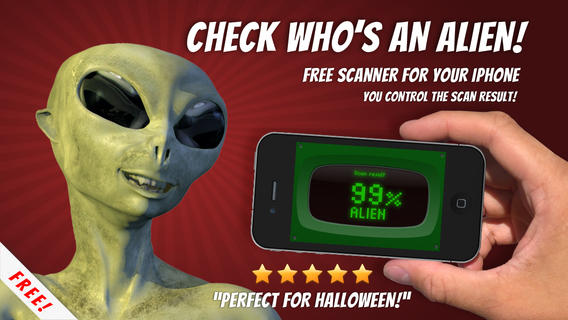 CHECK WHO'S AN ALIEN!
FREE SCANNER FOR YOUR IPHONE
YOU CONTROL THE SCAN RESULT!
Scan result
99%
ALIEN
FREE!
"PERFECT FOR HALLOWEEN!"